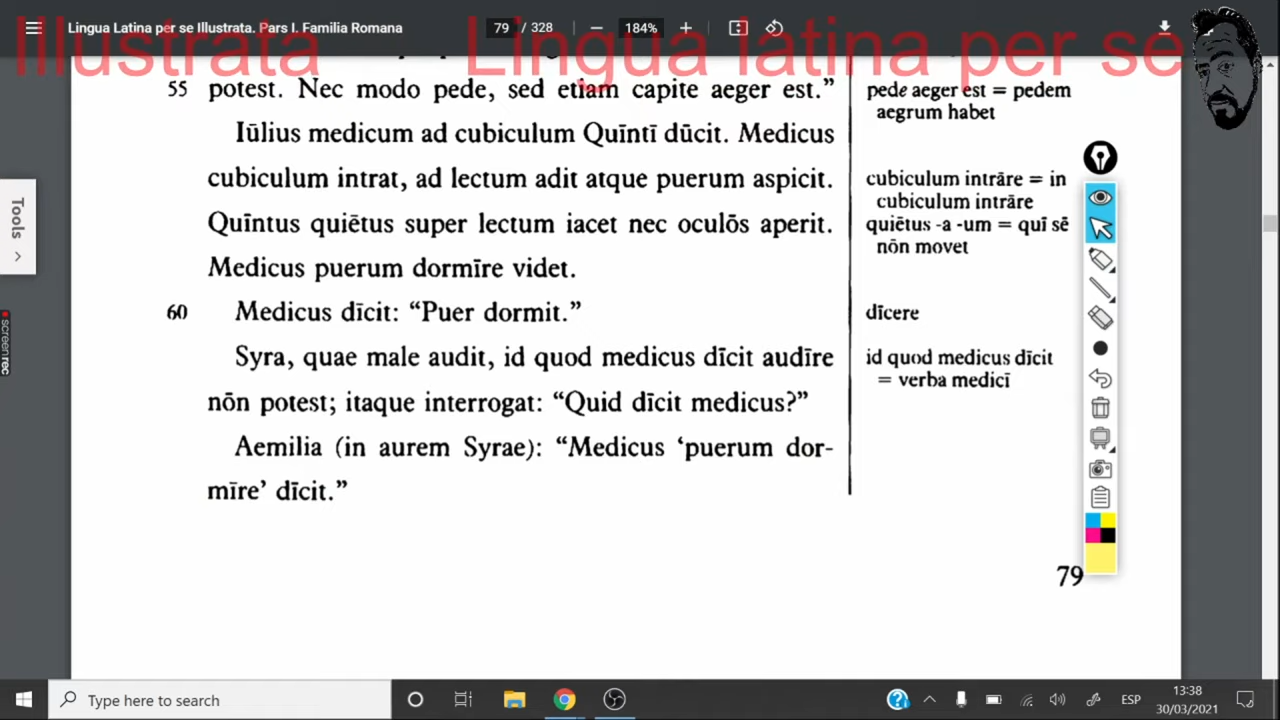 Lingua Latina per se Illustrata. Pars I. Familia Romana
79 / 328
184%
Illustrata Lingua latina per se
55 potest. Nec modo pede, sed etiam capite aeger est.”
Iūlius medicum ad cubiculum Quīntī dūcit. Medicus
cubiculum intrat, ad lectum adit atque puerum aspicit.
Quīntus quiētus super lectum iacet nec oculōs aperit.
Medicus puerum dormīre videt.
60 Medicus dīcit: “Puer dormit.”
Syra, quae male audit, id quod medicus dīcit audīre
nōn potest; itaque interrogat: “Quid dīcit medicus?”
Aemilia (in aurem Syrae): “Medicus ‘puerum dor-
mīre’ dīcit.”
pede aeger est = pedem
aegrum habet
cubiculum intrāre = in
cubiculum intrāre
quiētus -a -um = quī sē
nōn movet
dīcere
id quod medicus dīcit
= verba medicī
79
Tools
screenrec
Type here to search
ESP
13:38
30/03/2021